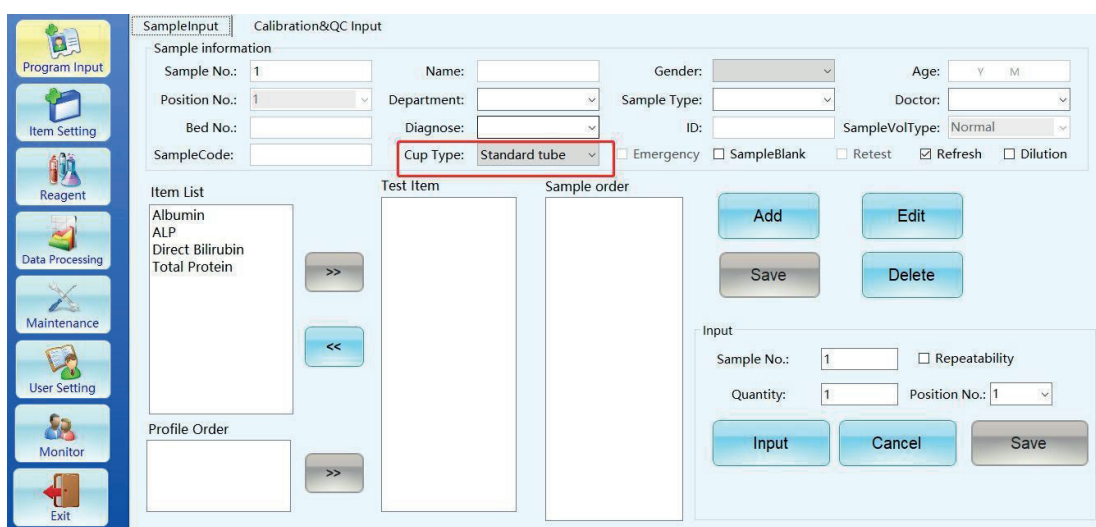 SampleInput Calibration&QC Input
Sample information
Program Input
Sample No.: 1 Name: Gender: Age: Y M
Position No.: 1 Department: Sample Type: Doctor:
Item Setting
Bed No.: Diagnose: ID: SampleVolType: Normal
SampleCode: Cup Type: Standard tube Emergency SampleBlank Retest Refresh Dilution
Reagent
Item List Test Item Sample order
Albumin
ALP
Direct Bilirubin
Total Protein
Add Edit
>>
Save Delete
Data Processing
Maintenance
<<
Input
Sample No.: 1 Repeatability
User Setting
Quantity: 1 Position No.: 1
Profile Order
Monitor
>>
Input Cancel Save
Exit